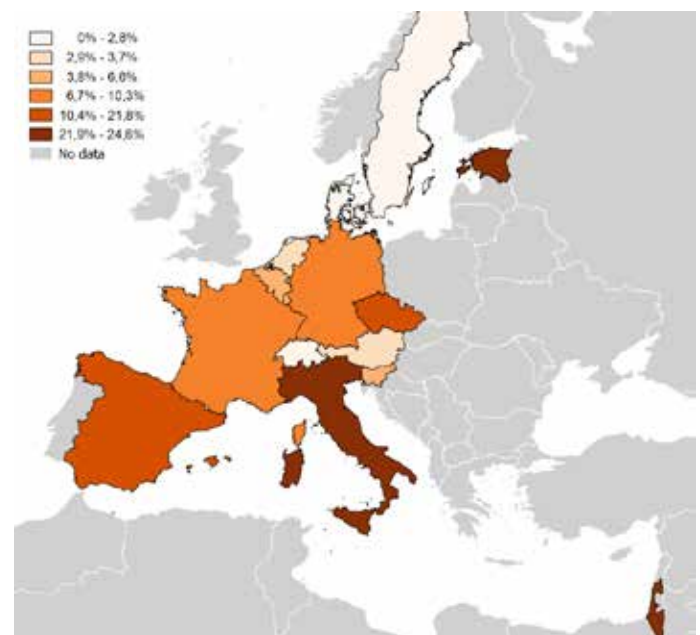 0% - 2,8%
2,9% - 3,7%
3,8% - 6,6%
6,7% - 10,3%
10,4% - 21,8%
21,9% - 24,6%
No data